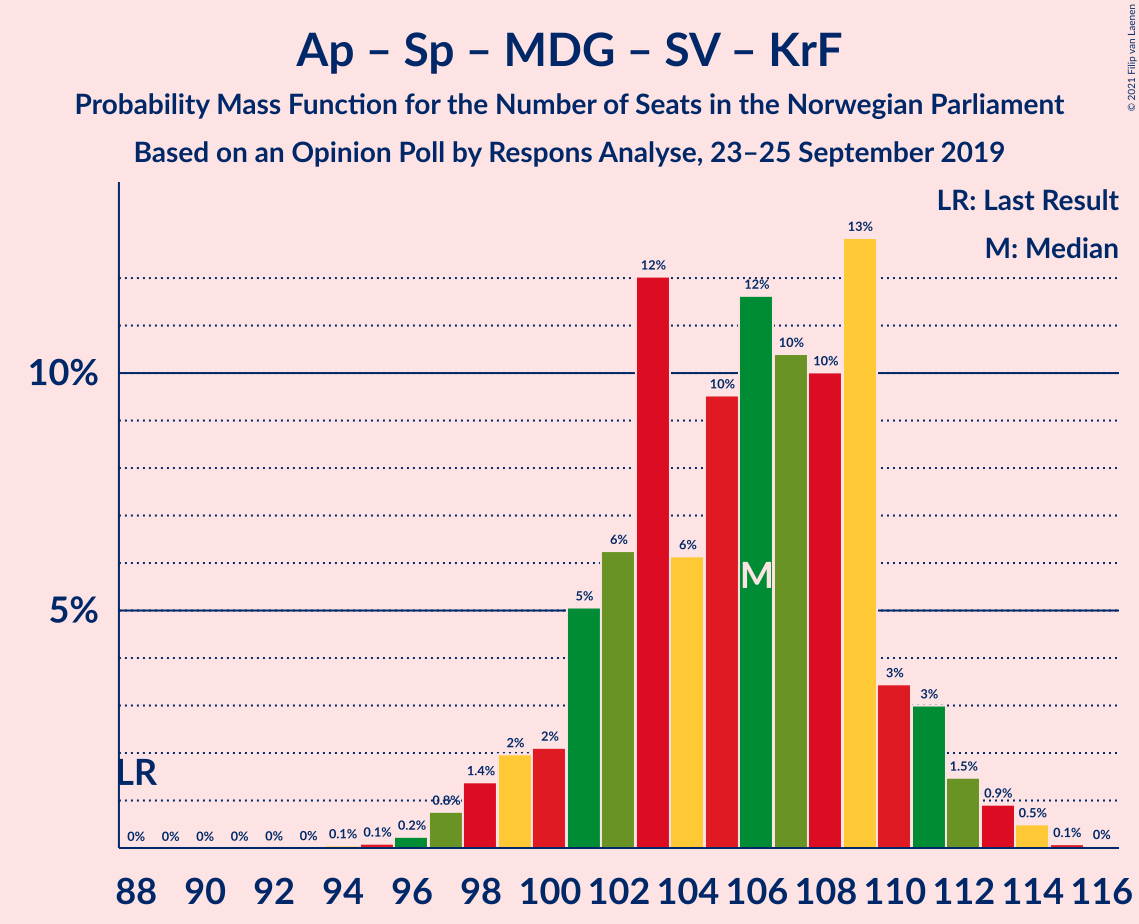 © 2021 Filip van Laenen
Ap – Sp – MDG – SV – KrF
Probability Mass Function for the Number of Seats in the Norwegian Parliament
Based on an Opinion Poll by Respons Analyse, 23–25 September 2019
LR: Last Result
M: Median
13%
12%
12%
10%
10%
10%
10%
6%
6%
M
5%
5%
3%
3%
2%
2%
LR
1.4%
1.5%
0.8%
0.9%
0.5%
0% 0% 0% 0% 0% 0% 0.1% 0.1% 0.2% 0.1% 0%
88 90 92 94 96 98 100 102 104 106 108 110 112 114 116